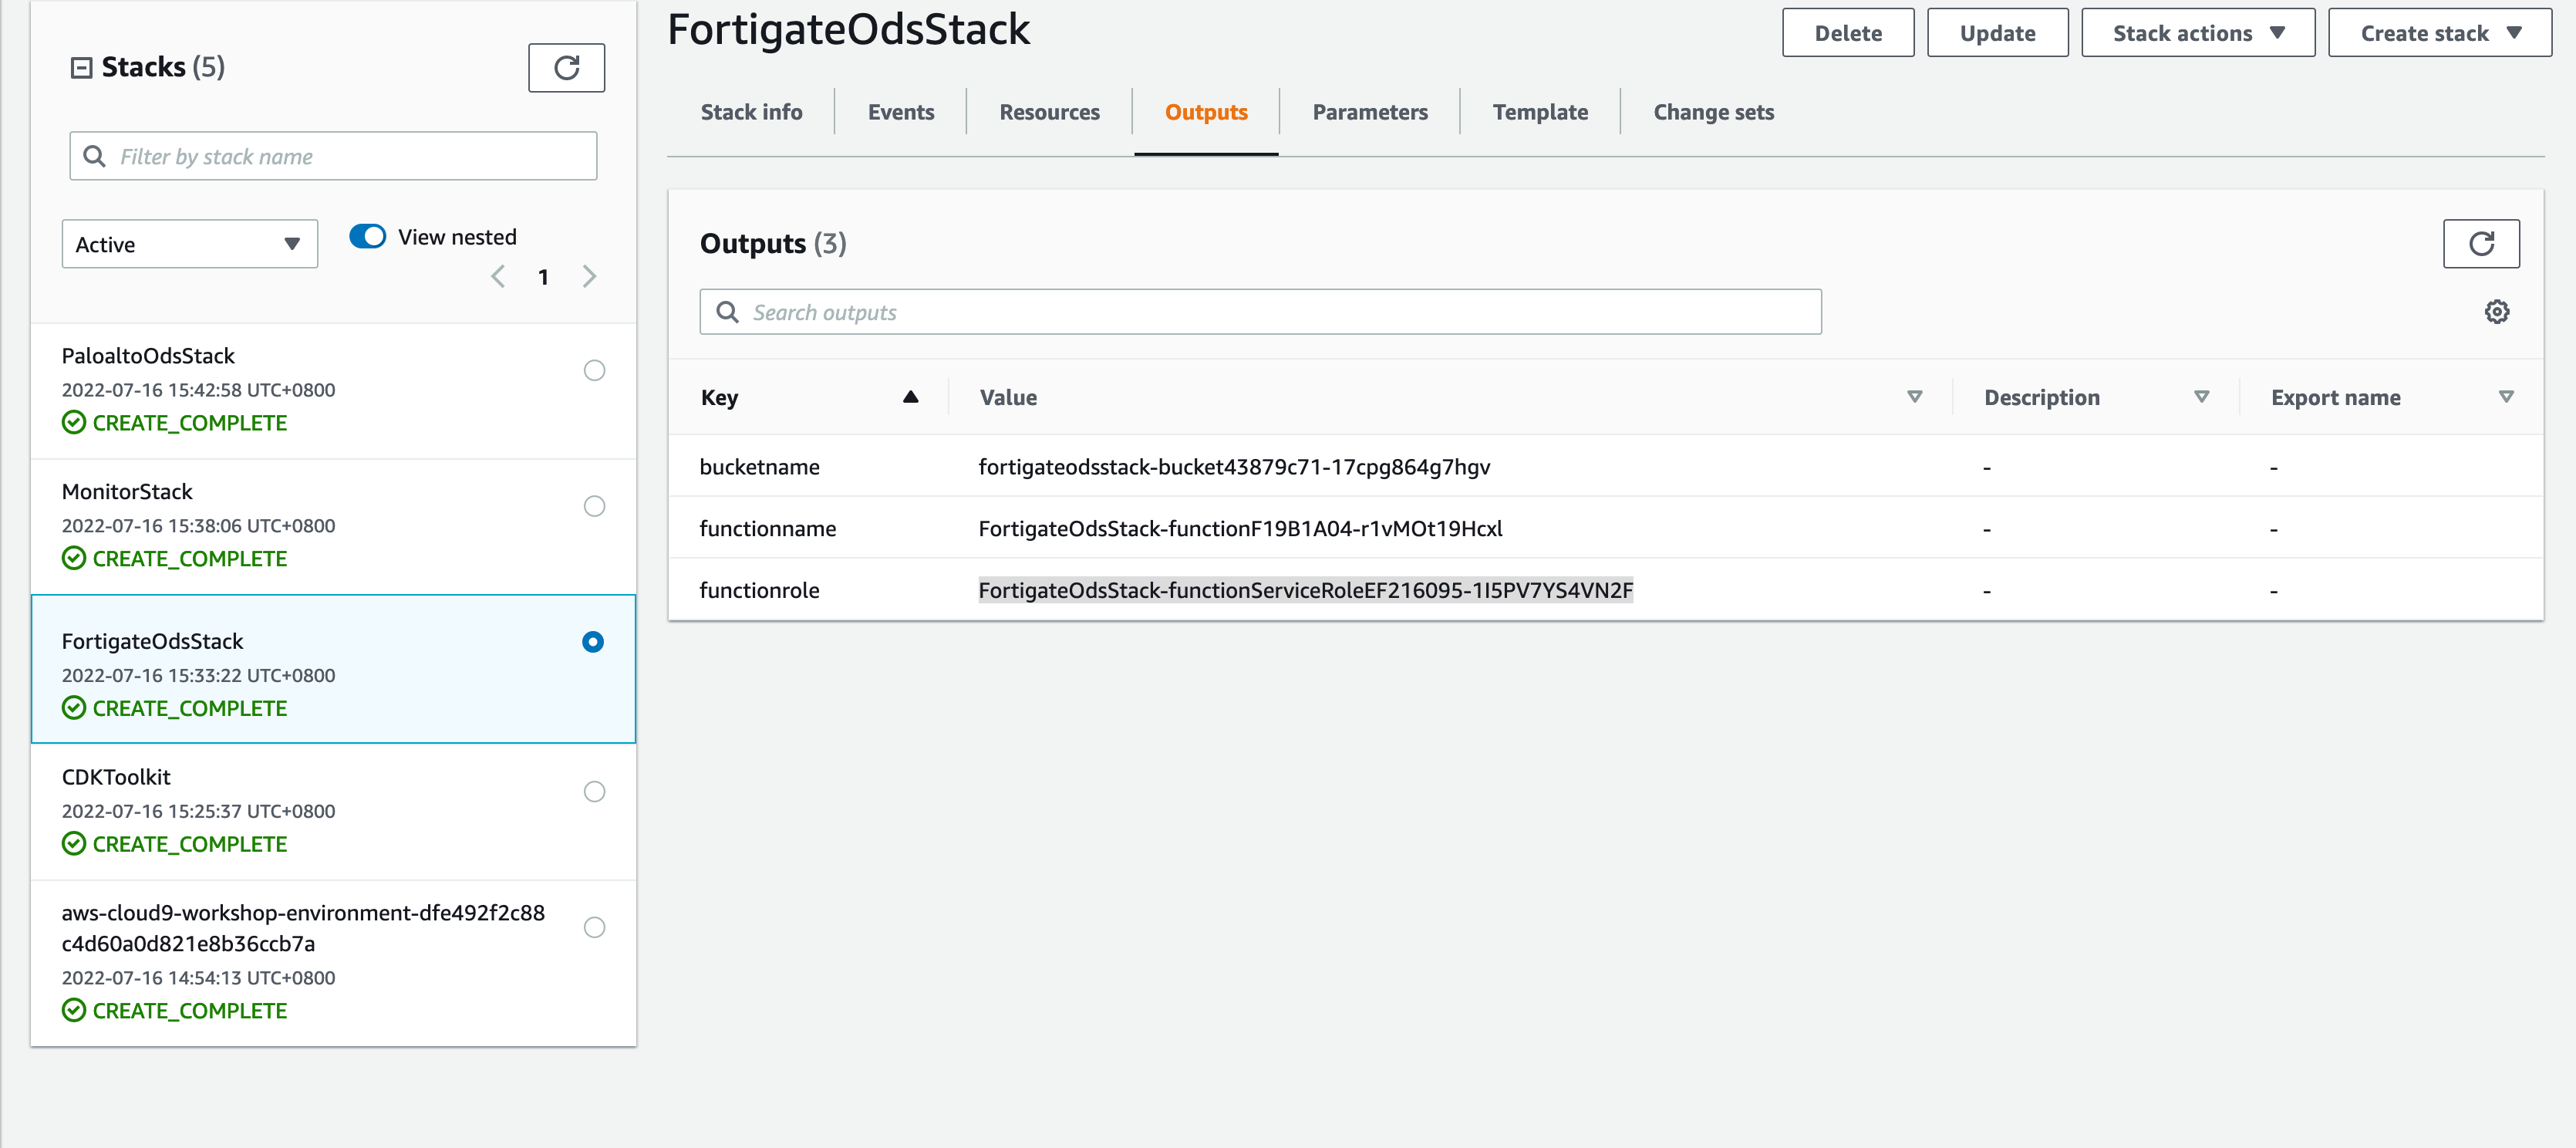 Stacks (5)
Filter by stack name
Active
View nested
1
PaloaltoOdsStack
2022-07-16 15:42:58 UTC+0800
CREATE_COMPLETE
MonitorStack
2022-07-16 15:38:06 UTC+0800
CREATE_COMPLETE
FortigateOdsStack
2022-07-16 15:33:22 UTC+0800
CREATE_COMPLETE
CDKToolkit
2022-07-16 15:25:37 UTC+0800
CREATE_COMPLETE
aws-cloud9-workshop-environment-dfe492f2c88
c4d60a0d821e8b36ccb7a
2022-07-16 14:54:13 UTC+0800
CREATE_COMPLETE
FortigateOdsStack
Delete Update Stack actions Create stack
Stack info Events Resources Outputs Parameters Template Change sets
Outputs (3)
Search outputs
Key Value Description Export name
bucketname fortigateodsstack-bucket43879c71-17cpg864g7hgv - -
functionname FortigateOdsStack-functionF19B1A04-r1vMOt19Hcxl - -
functionrole FortigateOdsStack-functionServiceRoleEF216095-1I5PV7YS4VN2F - -